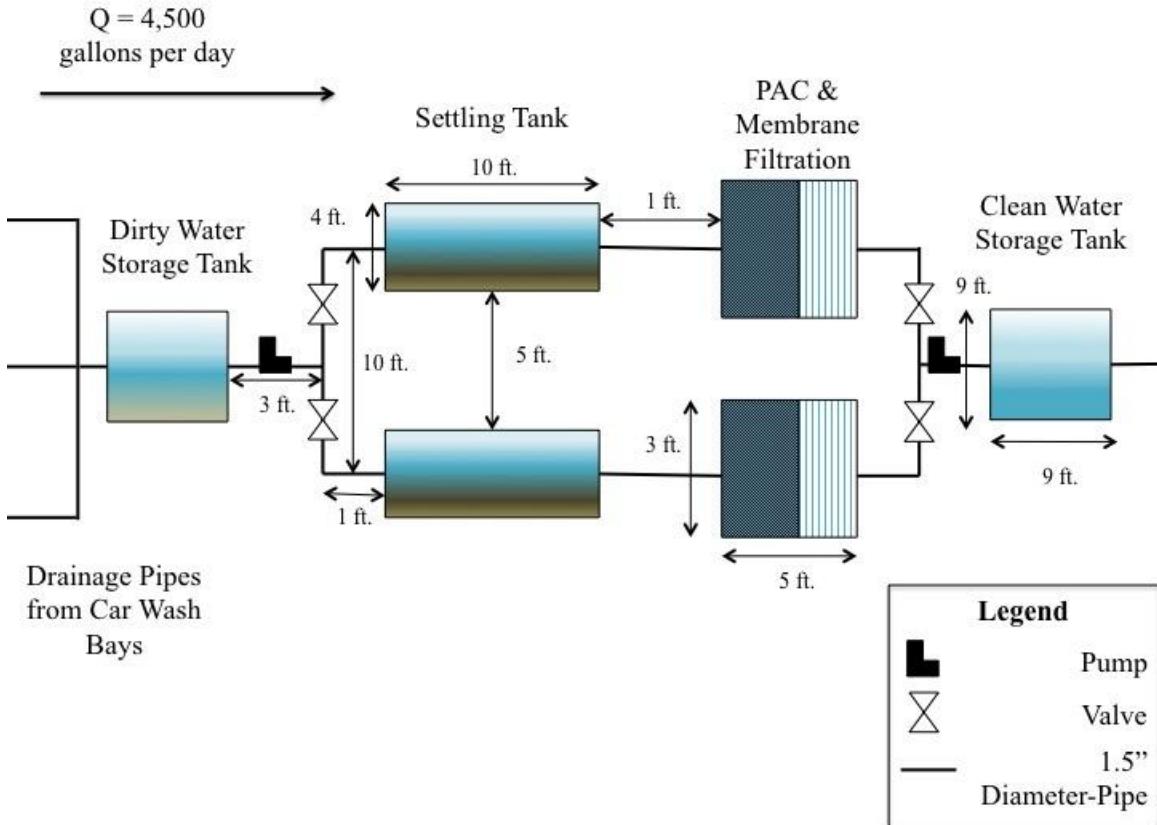 Q = 4,500
gallons per day
Settling Tank
PAC &
Membrane
Filtration
10 ft.
1 ft.
4 ft.
Dirty Water
Storage Tank
Clean Water
Storage Tank
9 ft.
10 ft.
5 ft.
3 ft.
3 ft.
9 ft.
1 ft.
5 ft.
Drainage Pipes
from Car Wash
Bays
Legend
Pump
Valve
1.5”
Diameter-Pipe